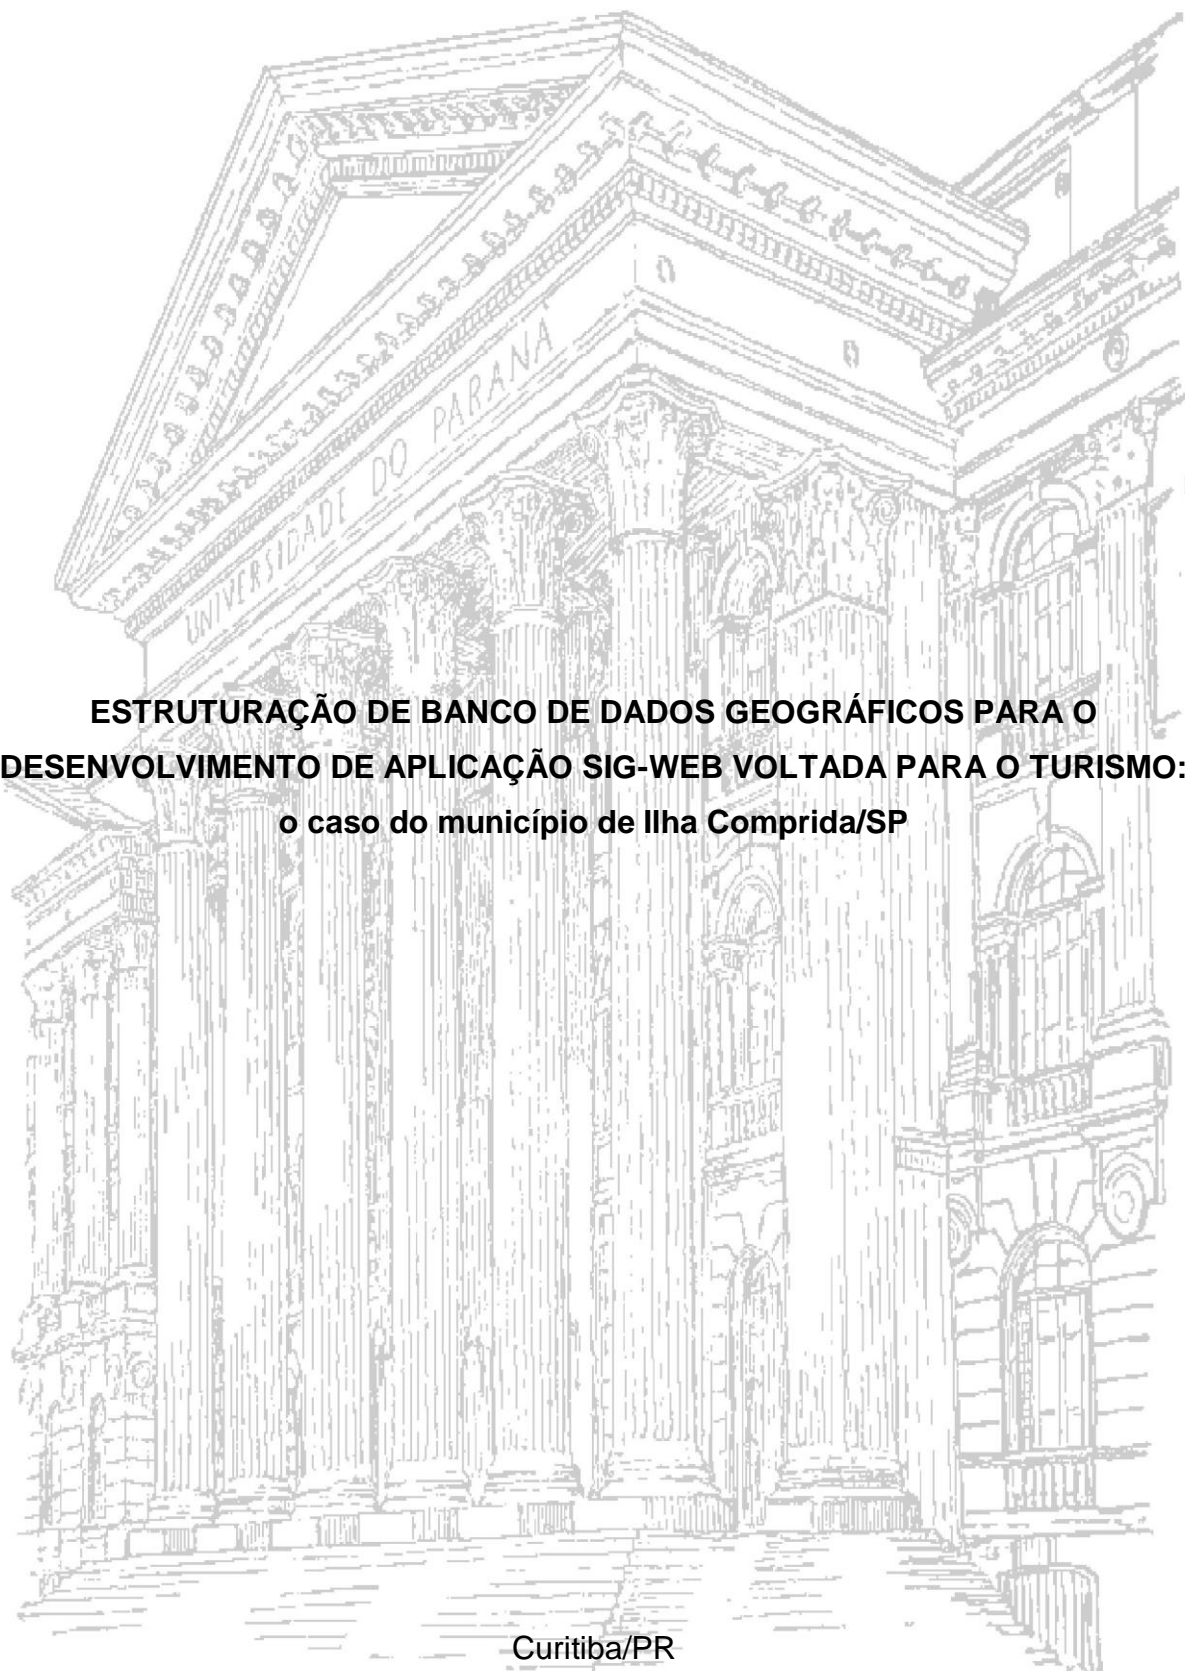 UNIVERSIDADE DO PARANÁ
ESTRUTURAÇÃO DE BANCO DE DADOS GEOGRÁFICOS PARA O
DESENVOLVIMENTO DE APLICAÇÃO SIG-WEB VOLTADA PARA O TURISMO:
o caso do município de Ilha Comprida/SP
Curitiba/PR